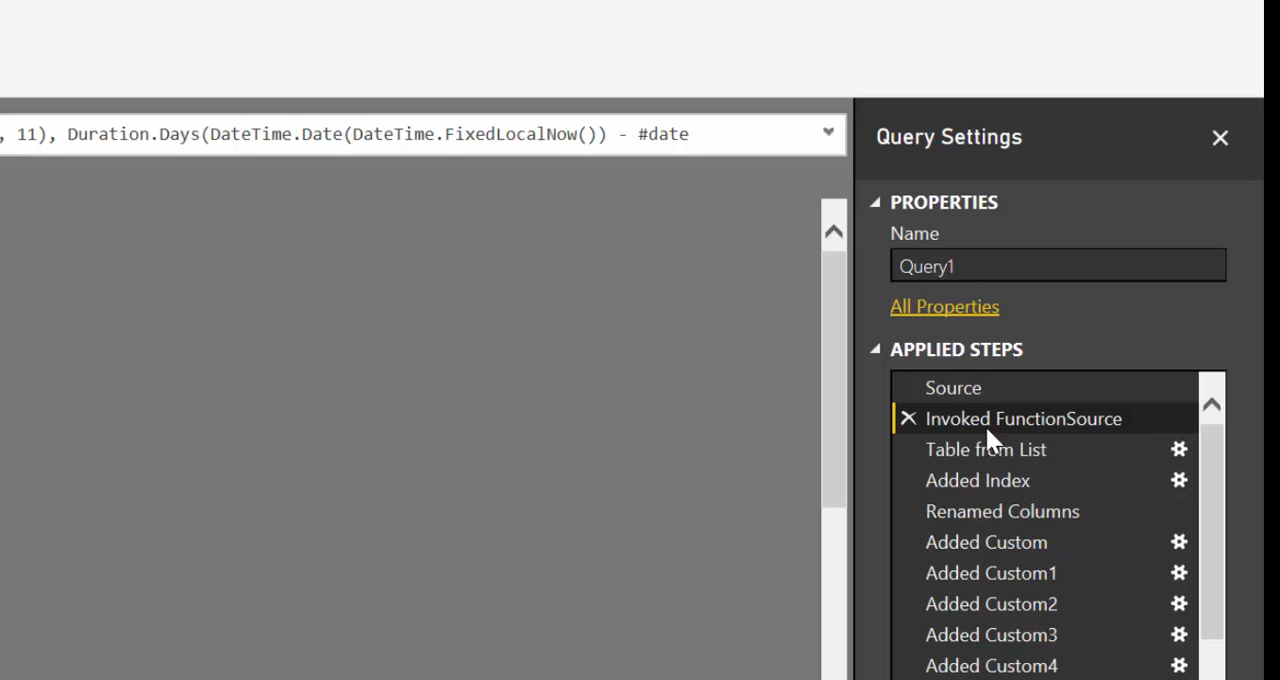 , 11), Duration.Days(DateTime.Date(DateTime.FixedLocalNow()) - #date
Query Settings
PROPERTIES
Name
Query1
All Properties
APPLIED STEPS
Source
Invoked FunctionSource
Table from List
Added Index
Renamed Columns
Added Custom
Added Custom1
Added Custom2
Added Custom3
Added Custom4